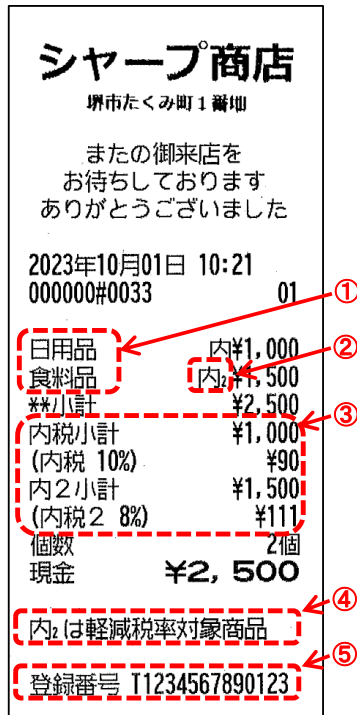 シャープ商店
堺市たくみ町1番地
またの御来店を
お待ちしております
ありがとうございました
2023年10月01日 10:21
000000#0033 01
①
日用品 内¥1,000
②
食料品 内₂¥1,500
**小計 ¥2,500
③
内税小計 ¥1,000
(内税 10%) ¥90
内2小計 ¥1,500
(内税2 8%) ¥111
個数 2個
現金 ¥2,500
④
内₂は軽減税率対象商品
⑤
登録番号 T1234567890123